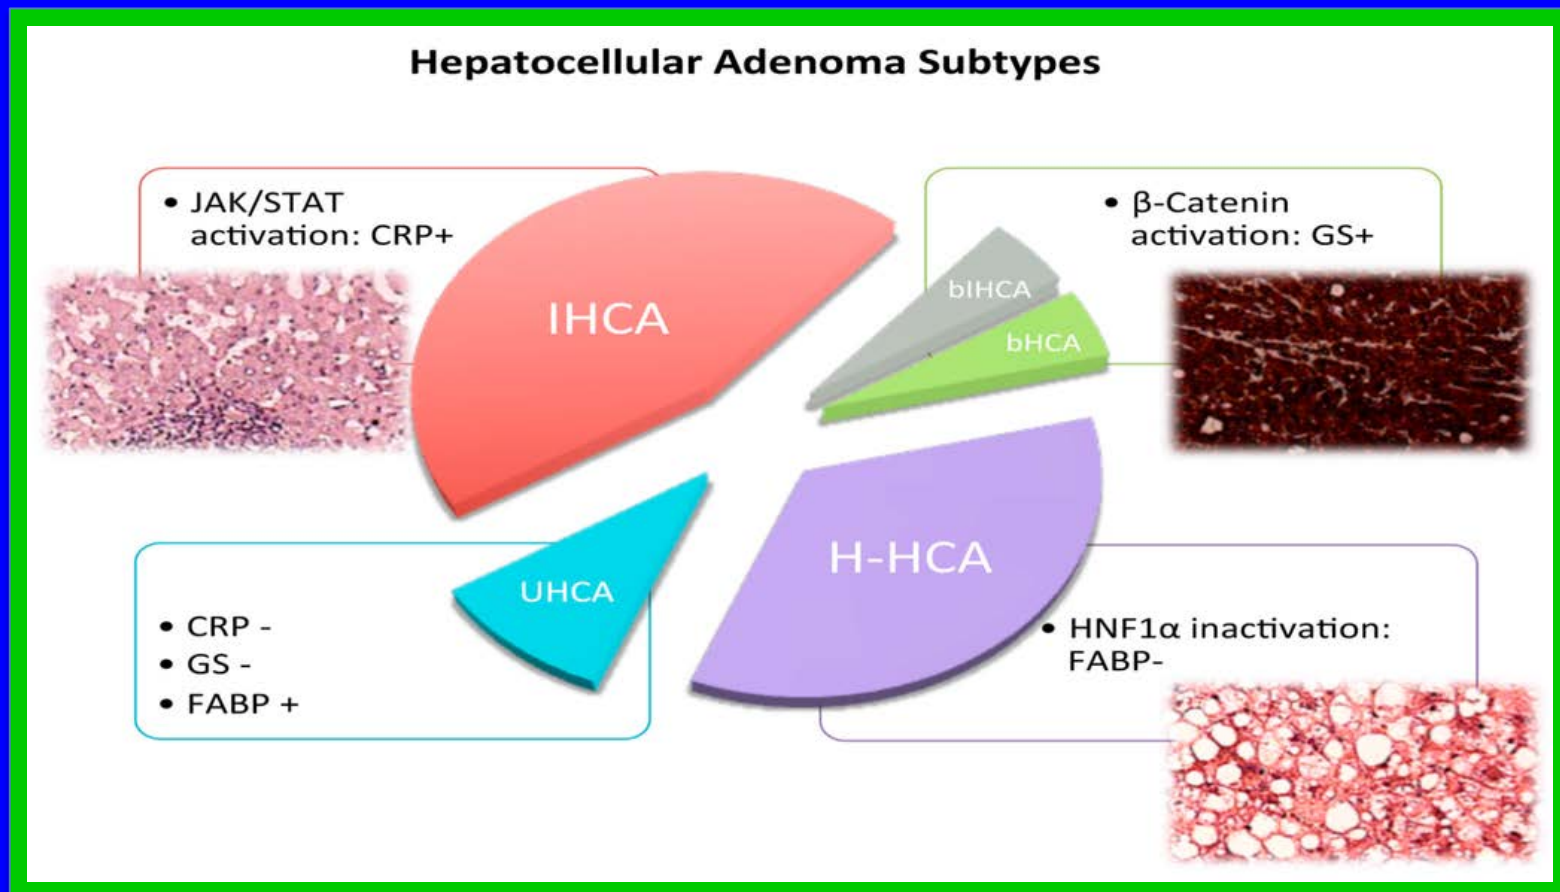 Hepatocellular Adenoma Subtypes
• JAK/STAT
activation: CRP+
IHCA
bIHCA
bHCA
• β-Catenin
activation: GS+
UHCA
• CRP -
• GS -
• FABP +
H-HCA
• HNF1α inactivation:
FABP-